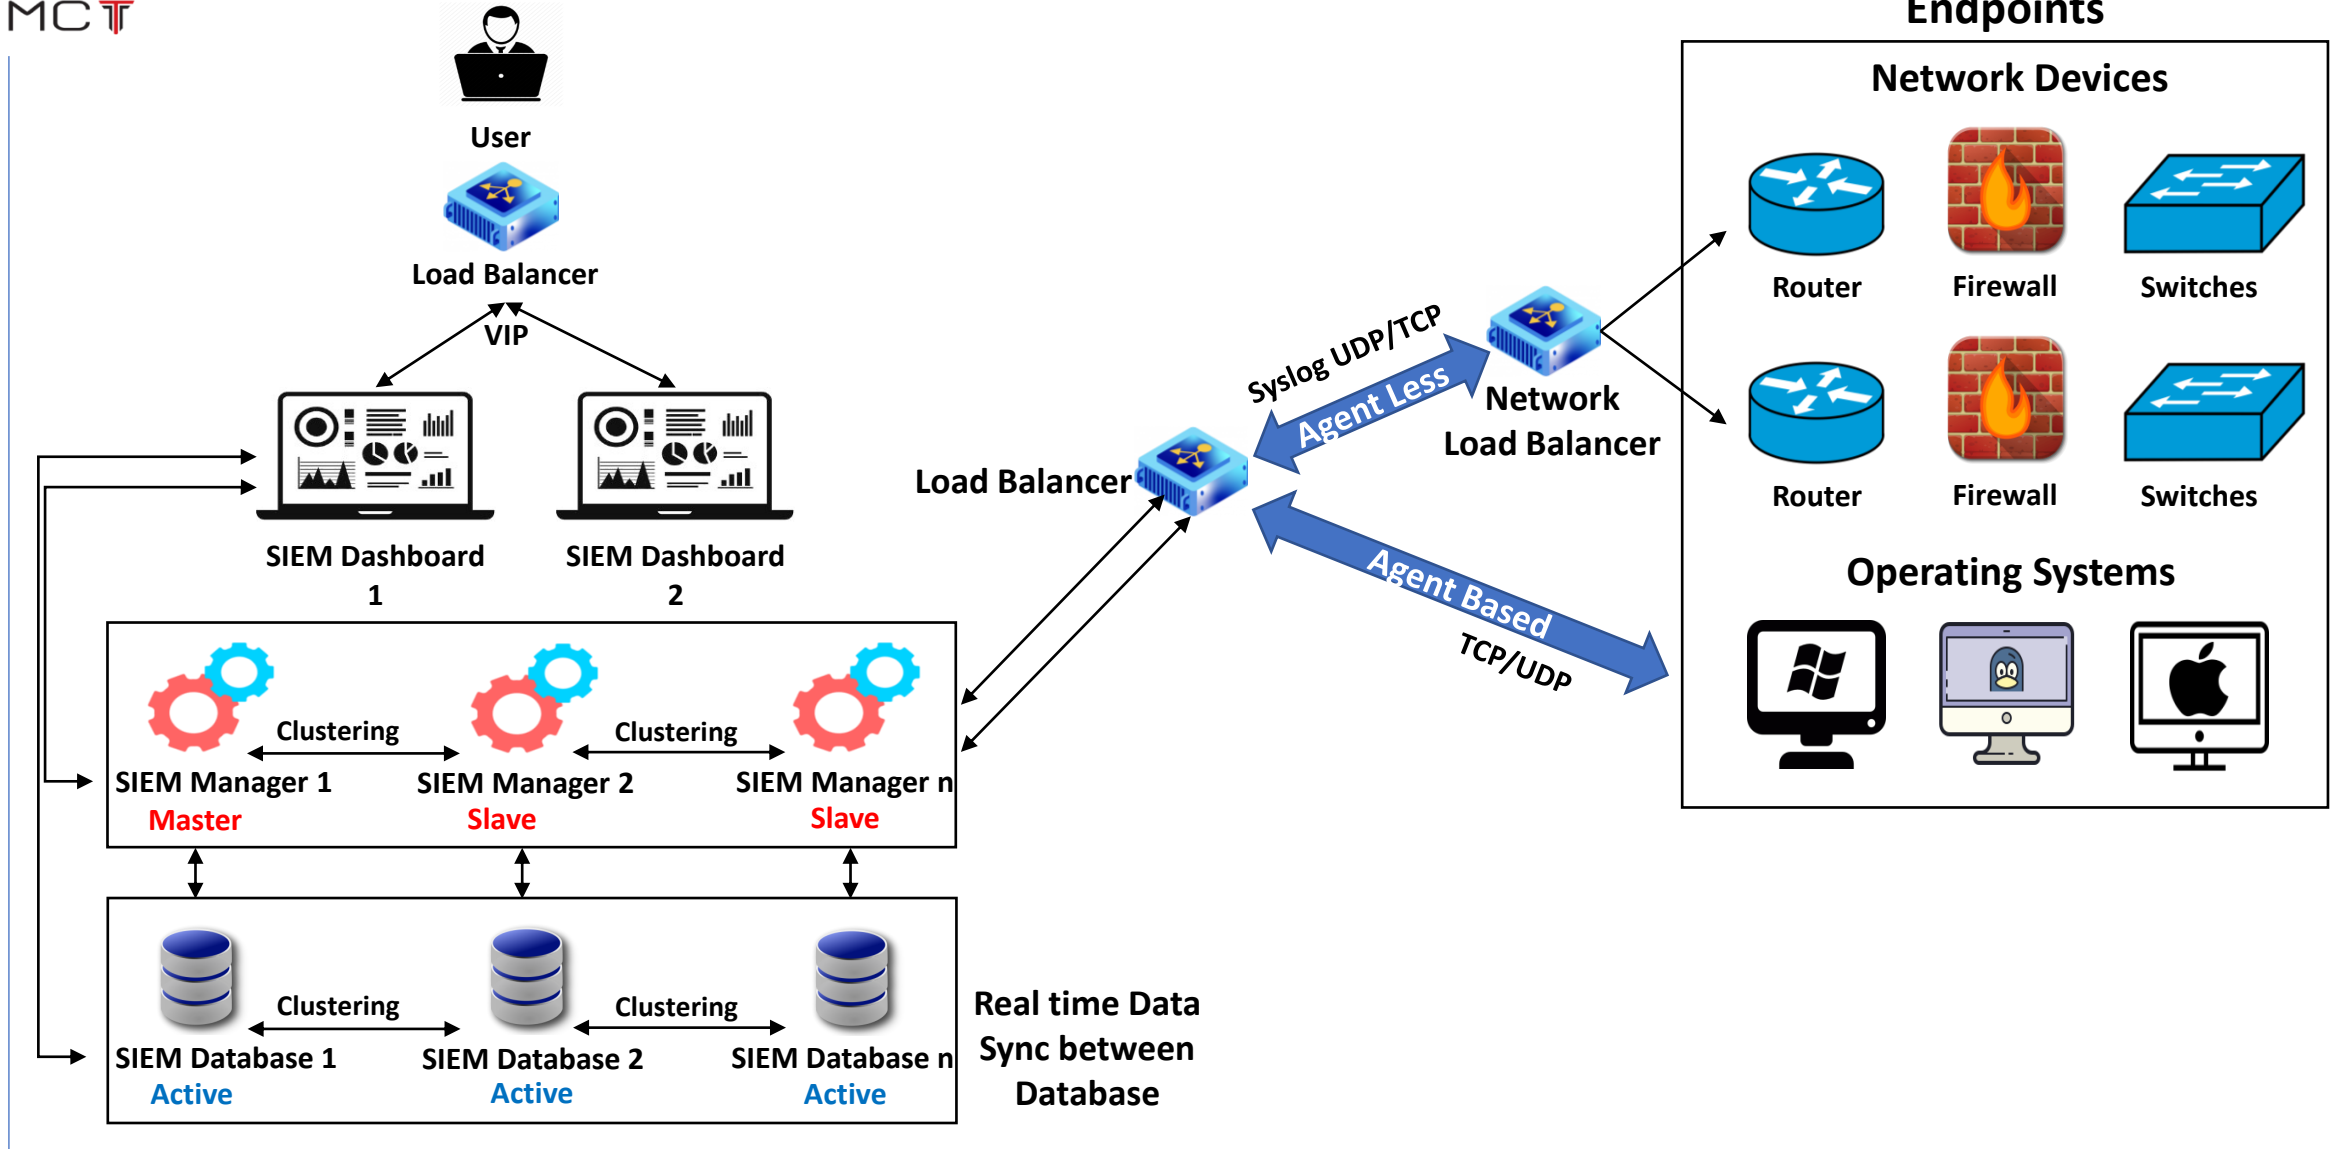 MCT
Endpoints
Network Devices
User
Load Balancer
VIP
Router
Firewall
Switches
Syslog UDP/TCP
Agent Less
Network
Load Balancer
Load Balancer
Router
Firewall
Switches
SIEM Dashboard
1
SIEM Dashboard
2
Agent Based
TCP/UDP
Operating Systems
Clustering
Clustering
SIEM Manager 1
SIEM Manager 2
SIEM Manager n
Master
Slave
Slave
Clustering
Clustering
SIEM Database 1
SIEM Database 2
SIEM Database n
Active
Active
Active
Real time Data
Sync between
Database